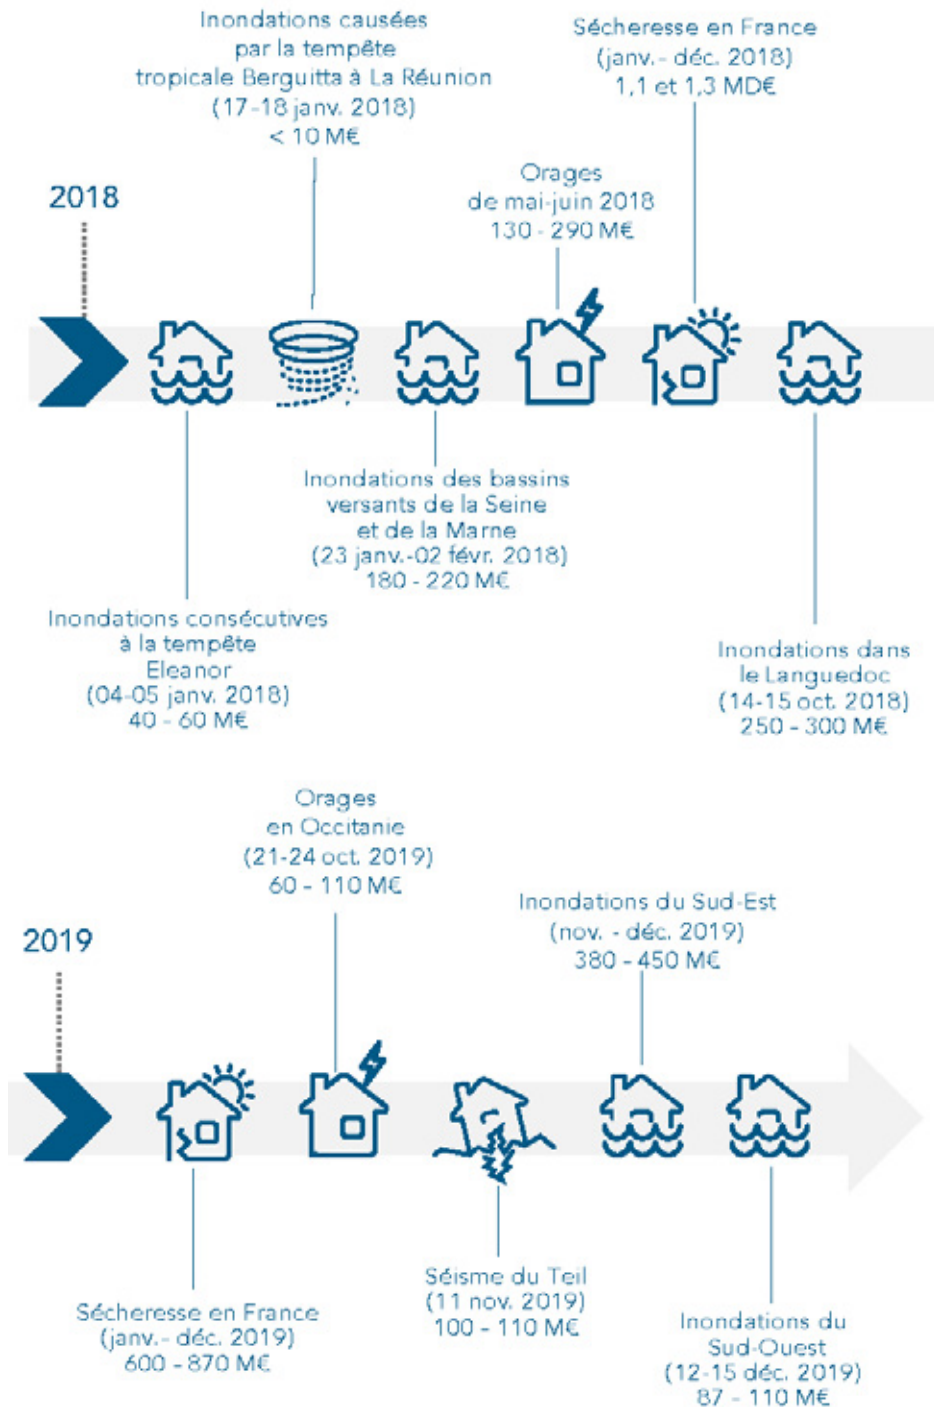 Inondations causées
par la tempête
tropicale Berguitta à La Réunion
(17-18 janv. 2018)
< 10 M€
Sécheresse en France
(janv.- déc. 2018)
1,1 et 1,3 MD€
Orages
de mai-juin 2018
130 - 290 M€
2018
Inondations des bassins
versants de la Seine
et de la Marne
(23 janv.-02 févr. 2018)
180 - 220 M€
Inondations consécutives
à la tempête
Eleanor
(04-05 janv. 2018)
40 - 60 M€
Inondations dans
le Languedoc
(14-15 oct. 2018)
250 - 300 M€
Orages
en Occitanie
(21-24 oct. 2019)
60 - 110 M€
Inondations du Sud-Est
(nov. - déc. 2019)
380 - 450 M€
2019
Sécheresse en France
(janv.- déc. 2019)
600 - 870 M€
Séisme du Teil
(11 nov. 2019)
100 - 110 M€
Inondations du
Sud-Ouest
(12-15 déc. 2019)
87 - 110 M€